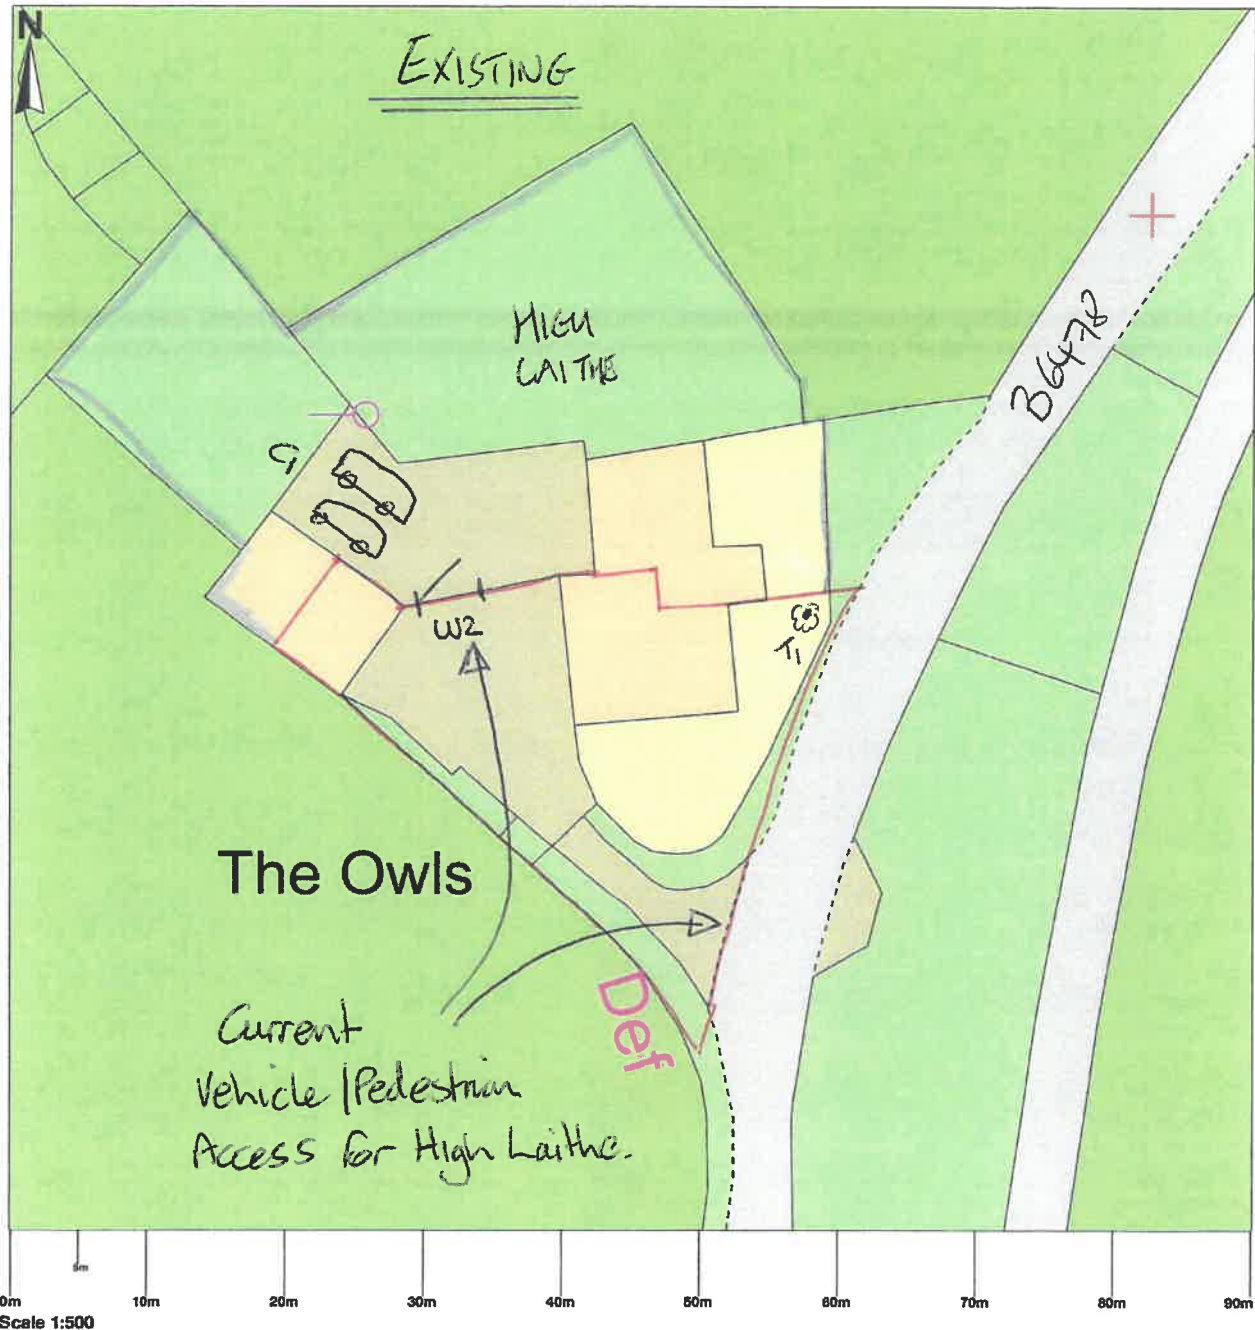 N
EXISTING
HIGH
LAITHE
B6478
G
W2
T1
The Owls
Def
Current
Vehicle/Pedestrian
Access for High Laithe.
5m
0m 10m 20m 30m 40m 50m 60m 70m 80m 90m
Scale 1:500